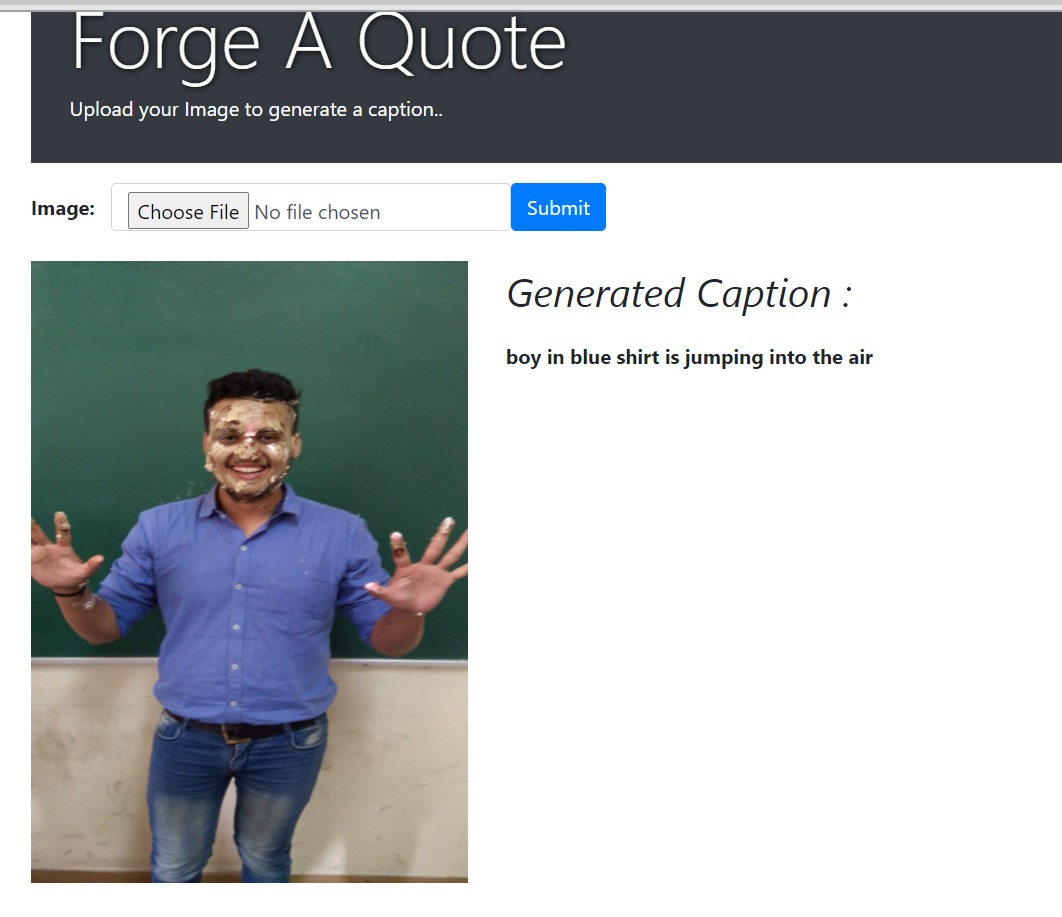 Forge A Quote
Upload your Image to generate a caption..
Image: Choose File No file chosen Submit
Generated Caption :
boy in blue shirt is jumping into the air